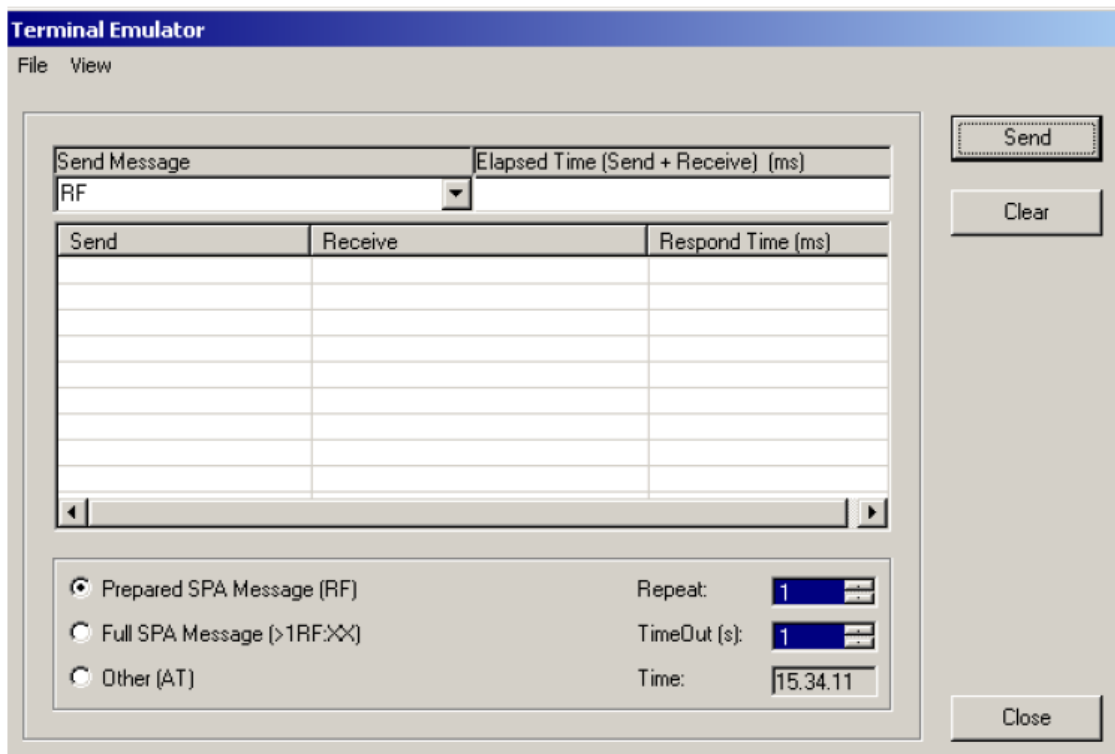 Terminal Emulator
File View
Send Message Elapsed Time (Send + Receive) (ms)
RF
Send Receive Respond Time (ms)
Prepared SPA Message (RF) Repeat: 1
Full SPA Message (>1RF:XX) TimeOut (s): 1
Other (AT) Time: 15.34.11
Send
Clear
Close